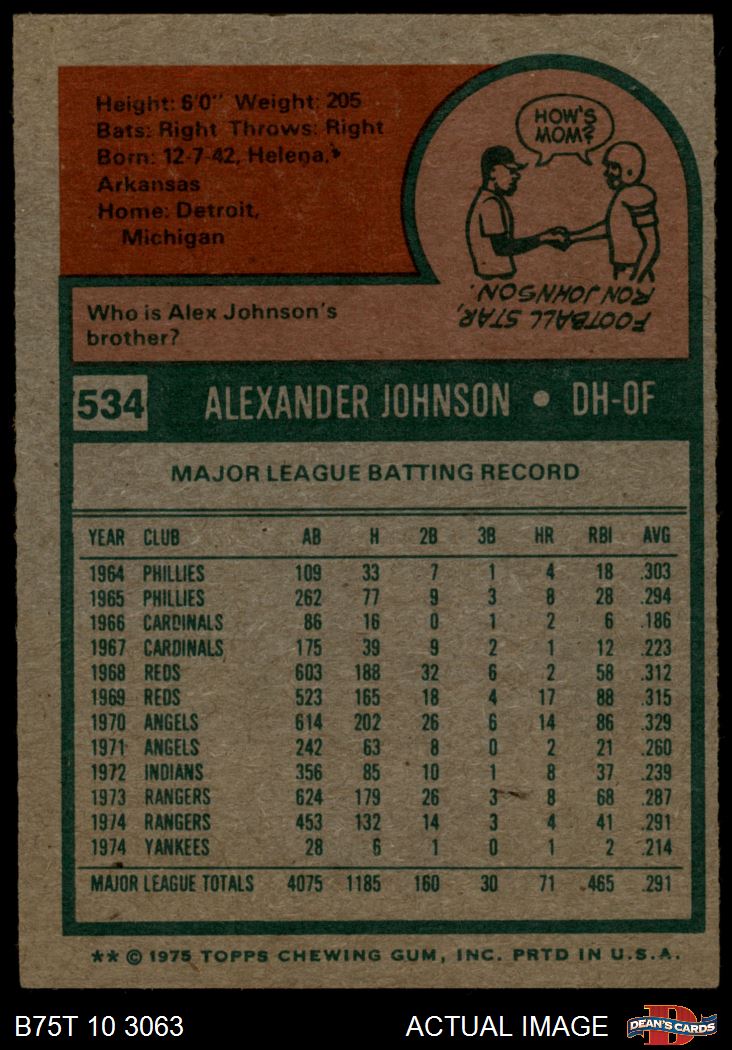 Height: 6'0" Weight: 205
Bats: Right Throws: Right
Born: 12-7-42, Helena,
Arkansas
Home: Detroit,
Michigan
HOW'S
MOM?
Who is Alex Johnson's
brother?
FOOTBALL STAR,
RON JOHNSON.
534 ALEXANDER JOHNSON • DH-OF
MAJOR LEAGUE BATTING RECORD
YEAR CLUB AB H 2B 3B HR RBI AVG
1964 PHILLIES 109 33 7 1 4 18 .303
1965 PHILLIES 262 77 9 3 8 28 .294
1966 CARDINALS 86 16 0 1 2 6 .186
1967 CARDINALS 175 39 9 2 1 12 .223
1968 REDS 603 188 32 6 2 58 .312
1969 REDS 523 165 18 4 17 88 .315
1970 ANGELS 614 202 26 6 14 86 .329
1971 ANGELS 242 63 8 0 2 21 .260
1972 INDIANS 356 85 10 1 8 37 .239
1973 RANGERS 624 179 26 3 8 68 .287
1974 RANGERS 453 132 14 3 4 41 .291
1974 YANKEES 28 6 1 0 1 2 .214
MAJOR LEAGUE TOTALS 4075 1185 160 30 71 465 .291
** © 1975 TOPPS CHEWING GUM, INC. PRTD IN U.S.A.
B75T 10 3063 ACTUAL IMAGE D DEAN'S CARDS